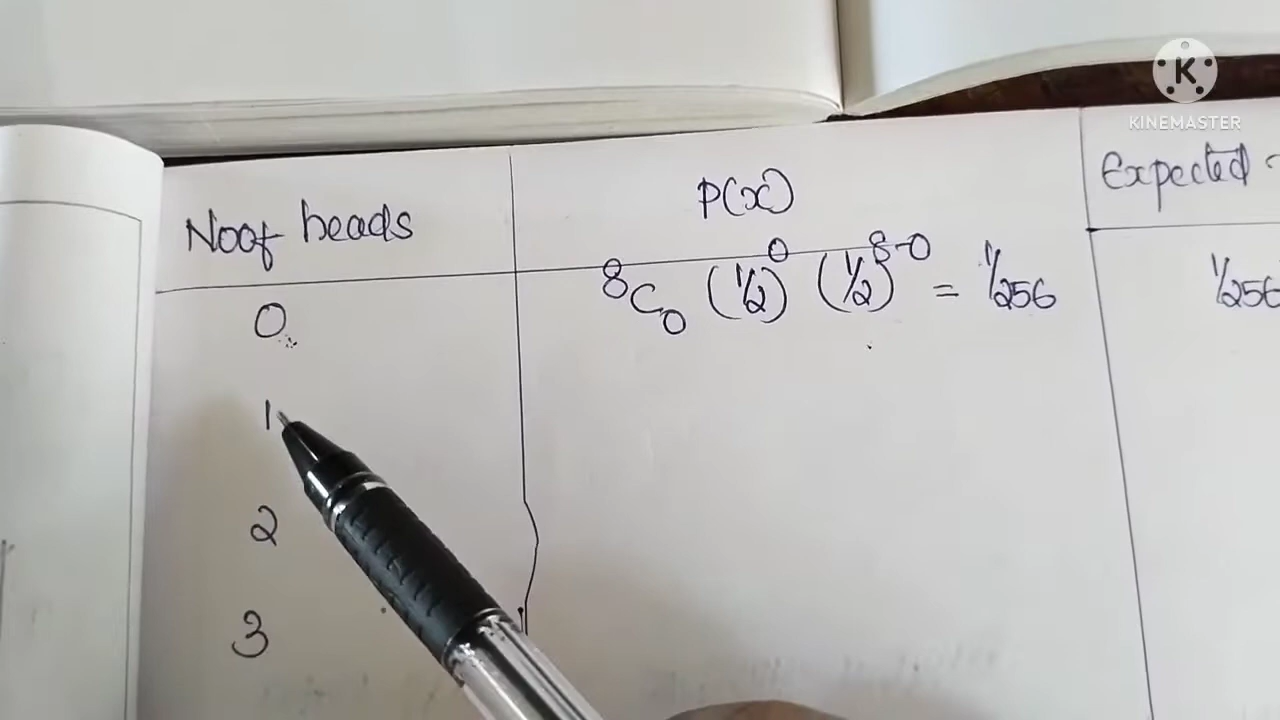 KINEMASTER
No of heads P(x) Expected
0 ⁸C₀ (1/2)⁰ (1/2)⁸⁻⁰ = 1/256 1/256
1
2
3